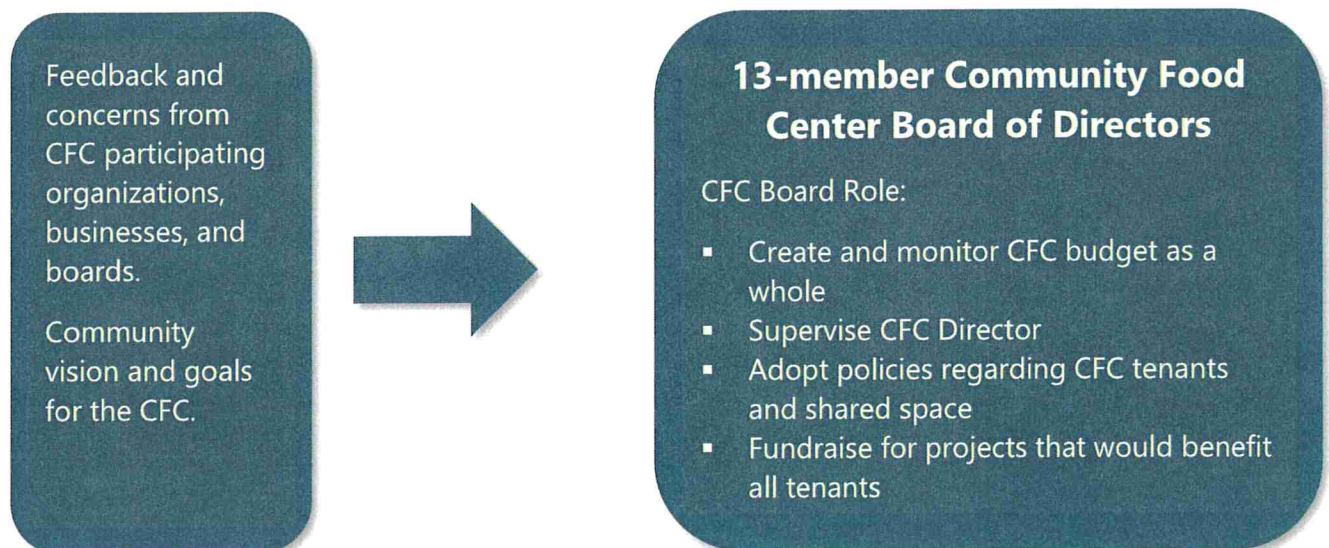 Feedback and
concerns from
CFC participating
organizations,
businesses, and
boards.
Community
vision and goals
for the CFC.
13-member Community Food
Center Board of Directors
CFC Board Role:
▪ Create and monitor CFC budget as a
whole
▪ Supervise CFC Director
▪ Adopt policies regarding CFC tenants
and shared space
▪ Fundraise for projects that would benefit
all tenants